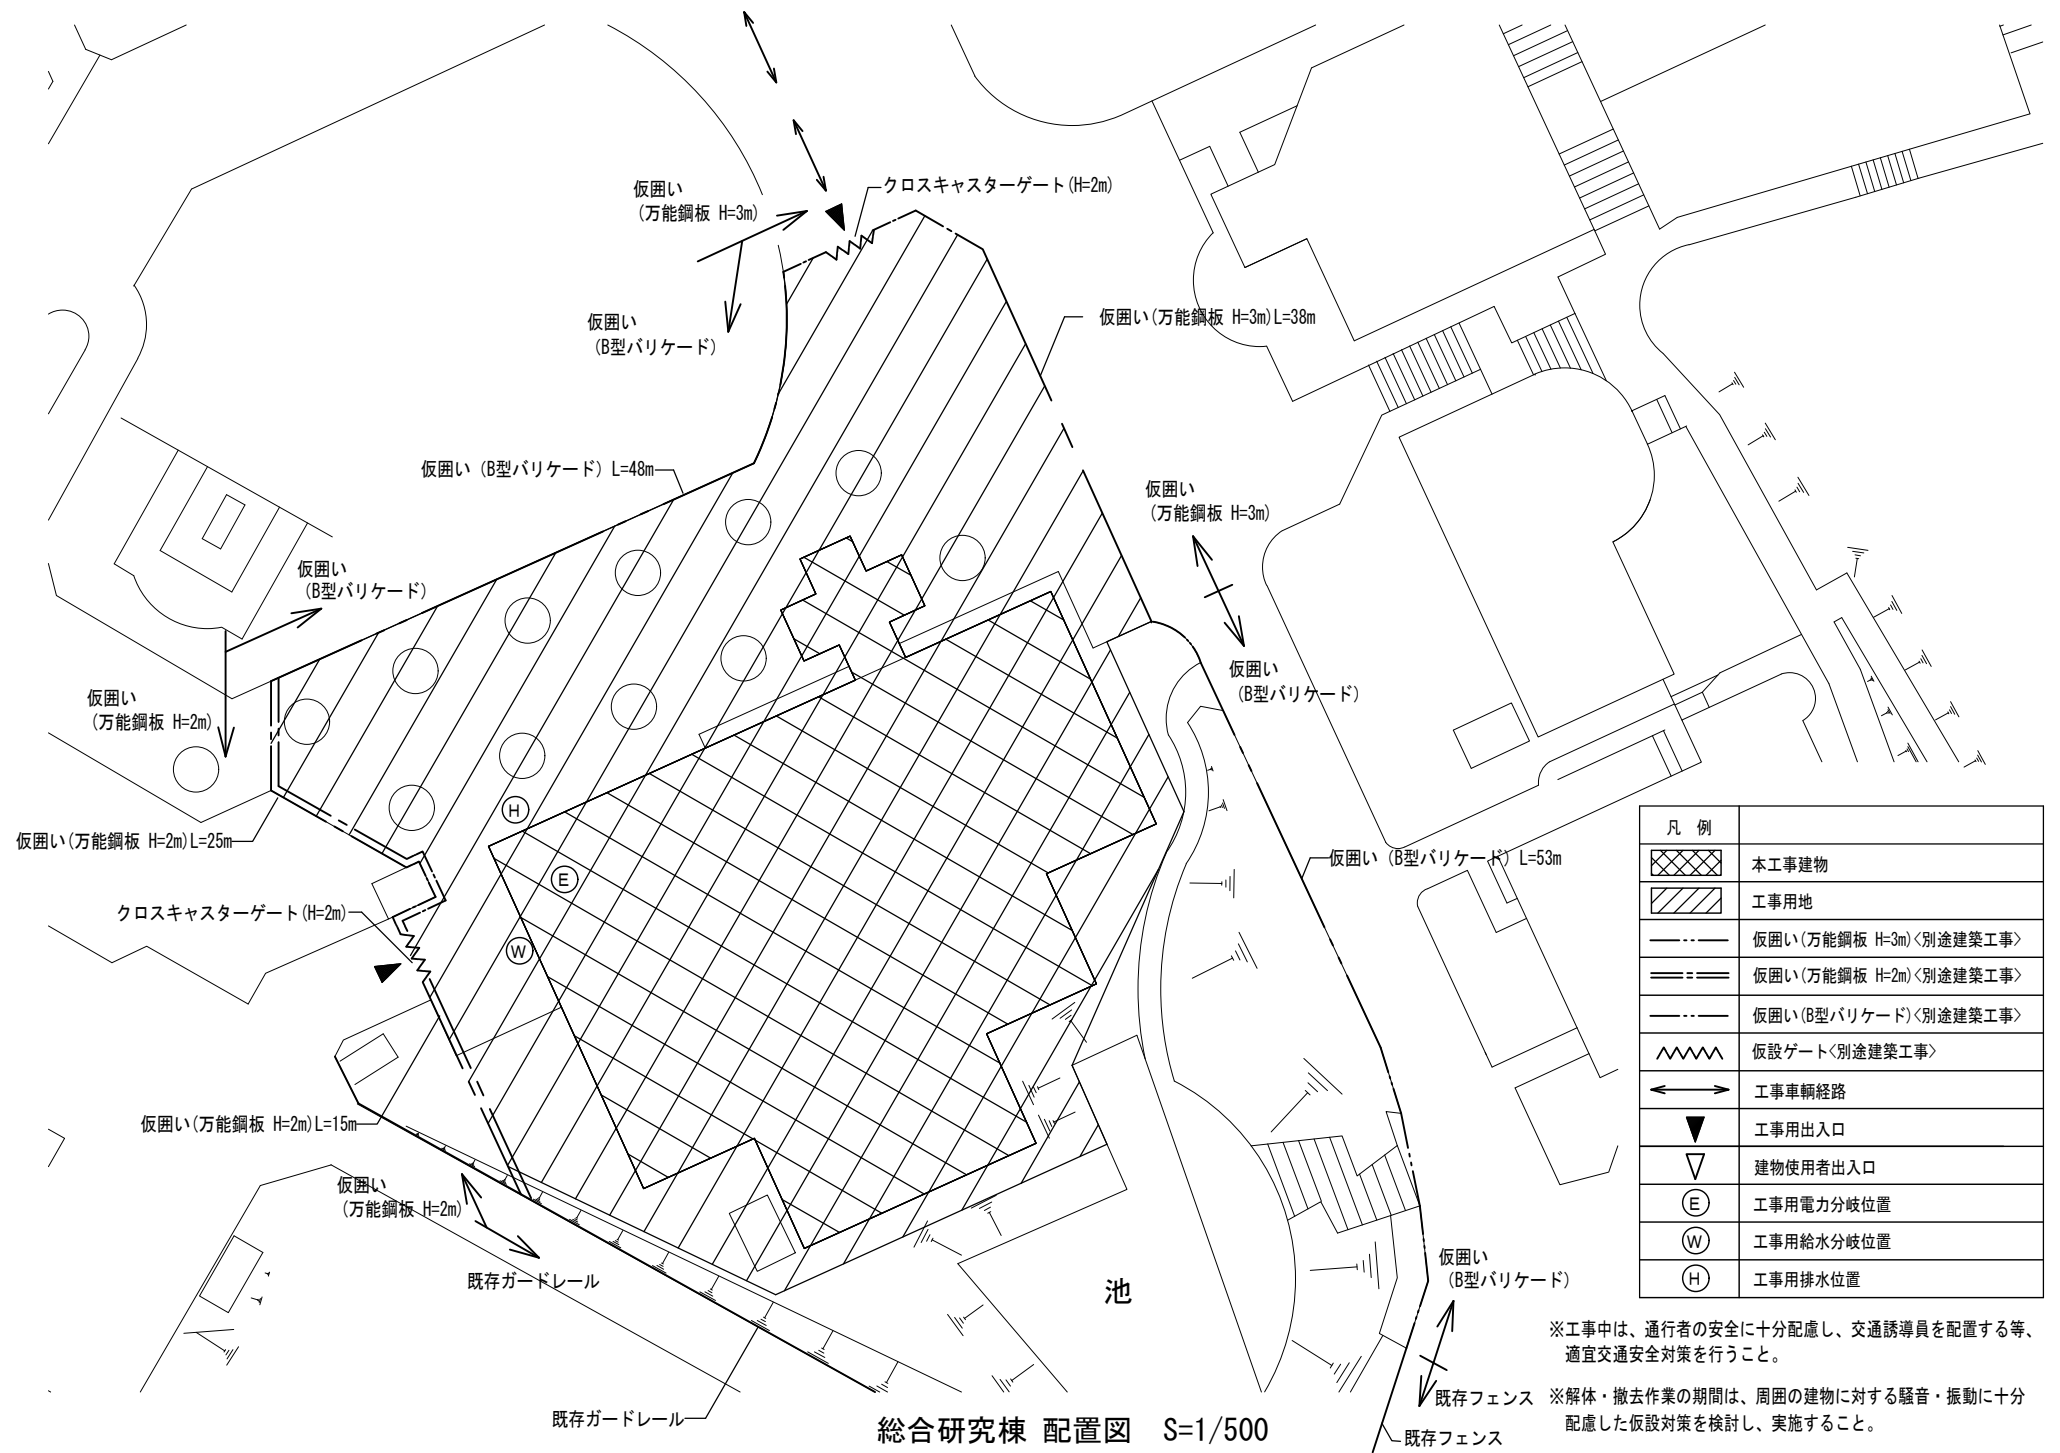 クロスキャスターゲート(H=2m)
仮囲い
(万能鋼板 H=3m)
仮囲い
(B型バリケード)
仮囲い(万能鋼板 H=3m)L=38m
仮囲い (B型バリケード) L=48m
仮囲い
(万能鋼板 H=3m)
仮囲い
(B型バリケード)
仮囲い
(B型バリケード)
仮囲い
(万能鋼板 H=2m)
仮囲い(万能鋼板 H=2m)L=25m
H
E
W
クロスキャスターゲート(H=2m)
仮囲い (B型バリケード) L=53m
仮囲い(万能鋼板 H=2m)L=15m
仮囲い
(万能鋼板 H=2m)
既存ガードレール
既存ガードレール
池
仮囲い
(B型バリケード)
既存フェンス
既存フェンス
凡 例
本工事建物
工事用地
仮囲い(万能鋼板 H=3m)〈別途建築工事〉
仮囲い(万能鋼板 H=2m)〈別途建築工事〉
仮囲い(B型バリケード)〈別途建築工事〉
仮設ゲート〈別途建築工事〉
工事車輌経路
工事用出入口
建物使用者出入口
E 工事用電力分岐位置
W 工事用給水分岐位置
H 工事用排水位置
※工事中は、通行者の安全に十分配慮し、交通誘導員を配置する等、
適宜交通安全対策を行うこと。
※解体・撤去作業の期間は、周囲の建物に対する騒音・振動に十分
配慮した仮設対策を検討し、実施すること。
総合研究棟 配置図 S=1/500